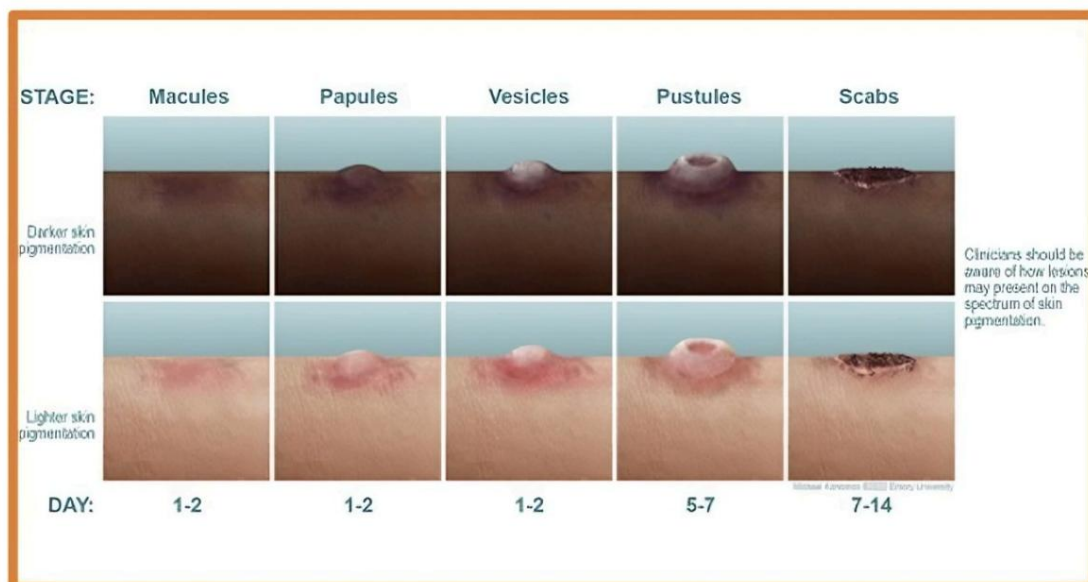 STAGE: Macules Papules Vesicles Pustules Scabs
Darker skin
pigmentation
Clinicians should be
aware of how lesions
may present on the
spectrum of skin
pigmentation.
Lighter skin
pigmentation
Emory University
DAY: 1-2 1-2 1-2 5-7 7-14